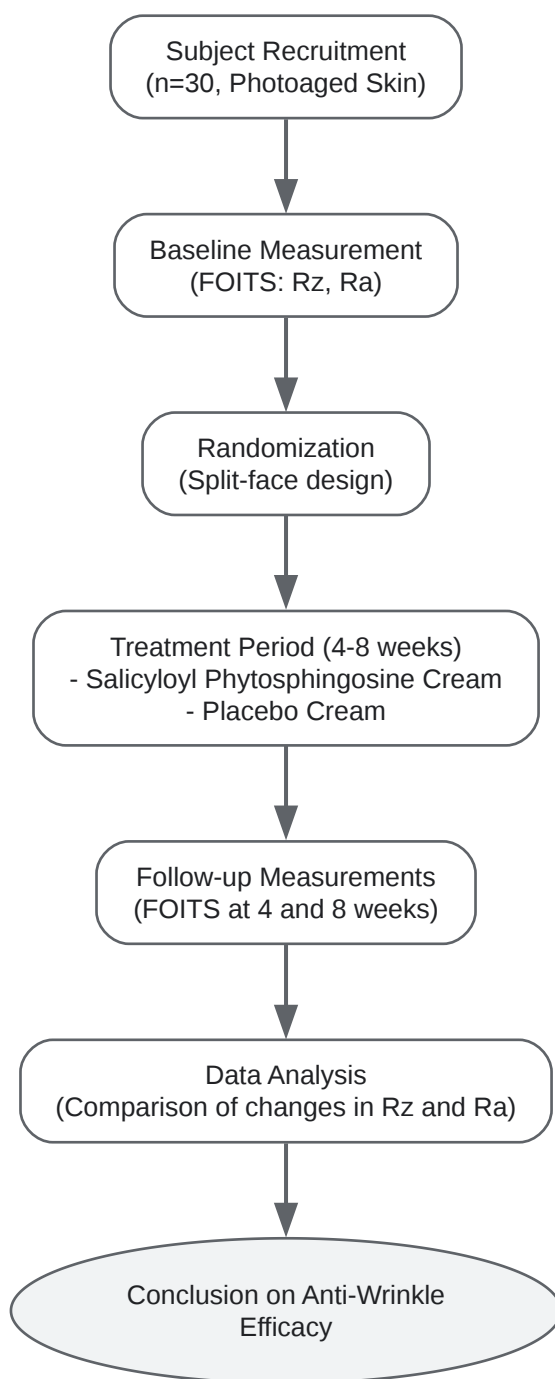 Subject Recruitment
(n=30, Photoaged Skin)
Baseline Measurement
(FOITS: Rz, Ra)
Randomization
(Split-face design)
Treatment Period (4-8 weeks)
- Salicyloyl Phytosphingosine Cream
- Placebo Cream
Follow-up Measurements
(FOITS at 4 and 8 weeks)
Data Analysis
(Comparison of changes in Rz and Ra)
Conclusion on Anti-Wrinkle
Efficacy